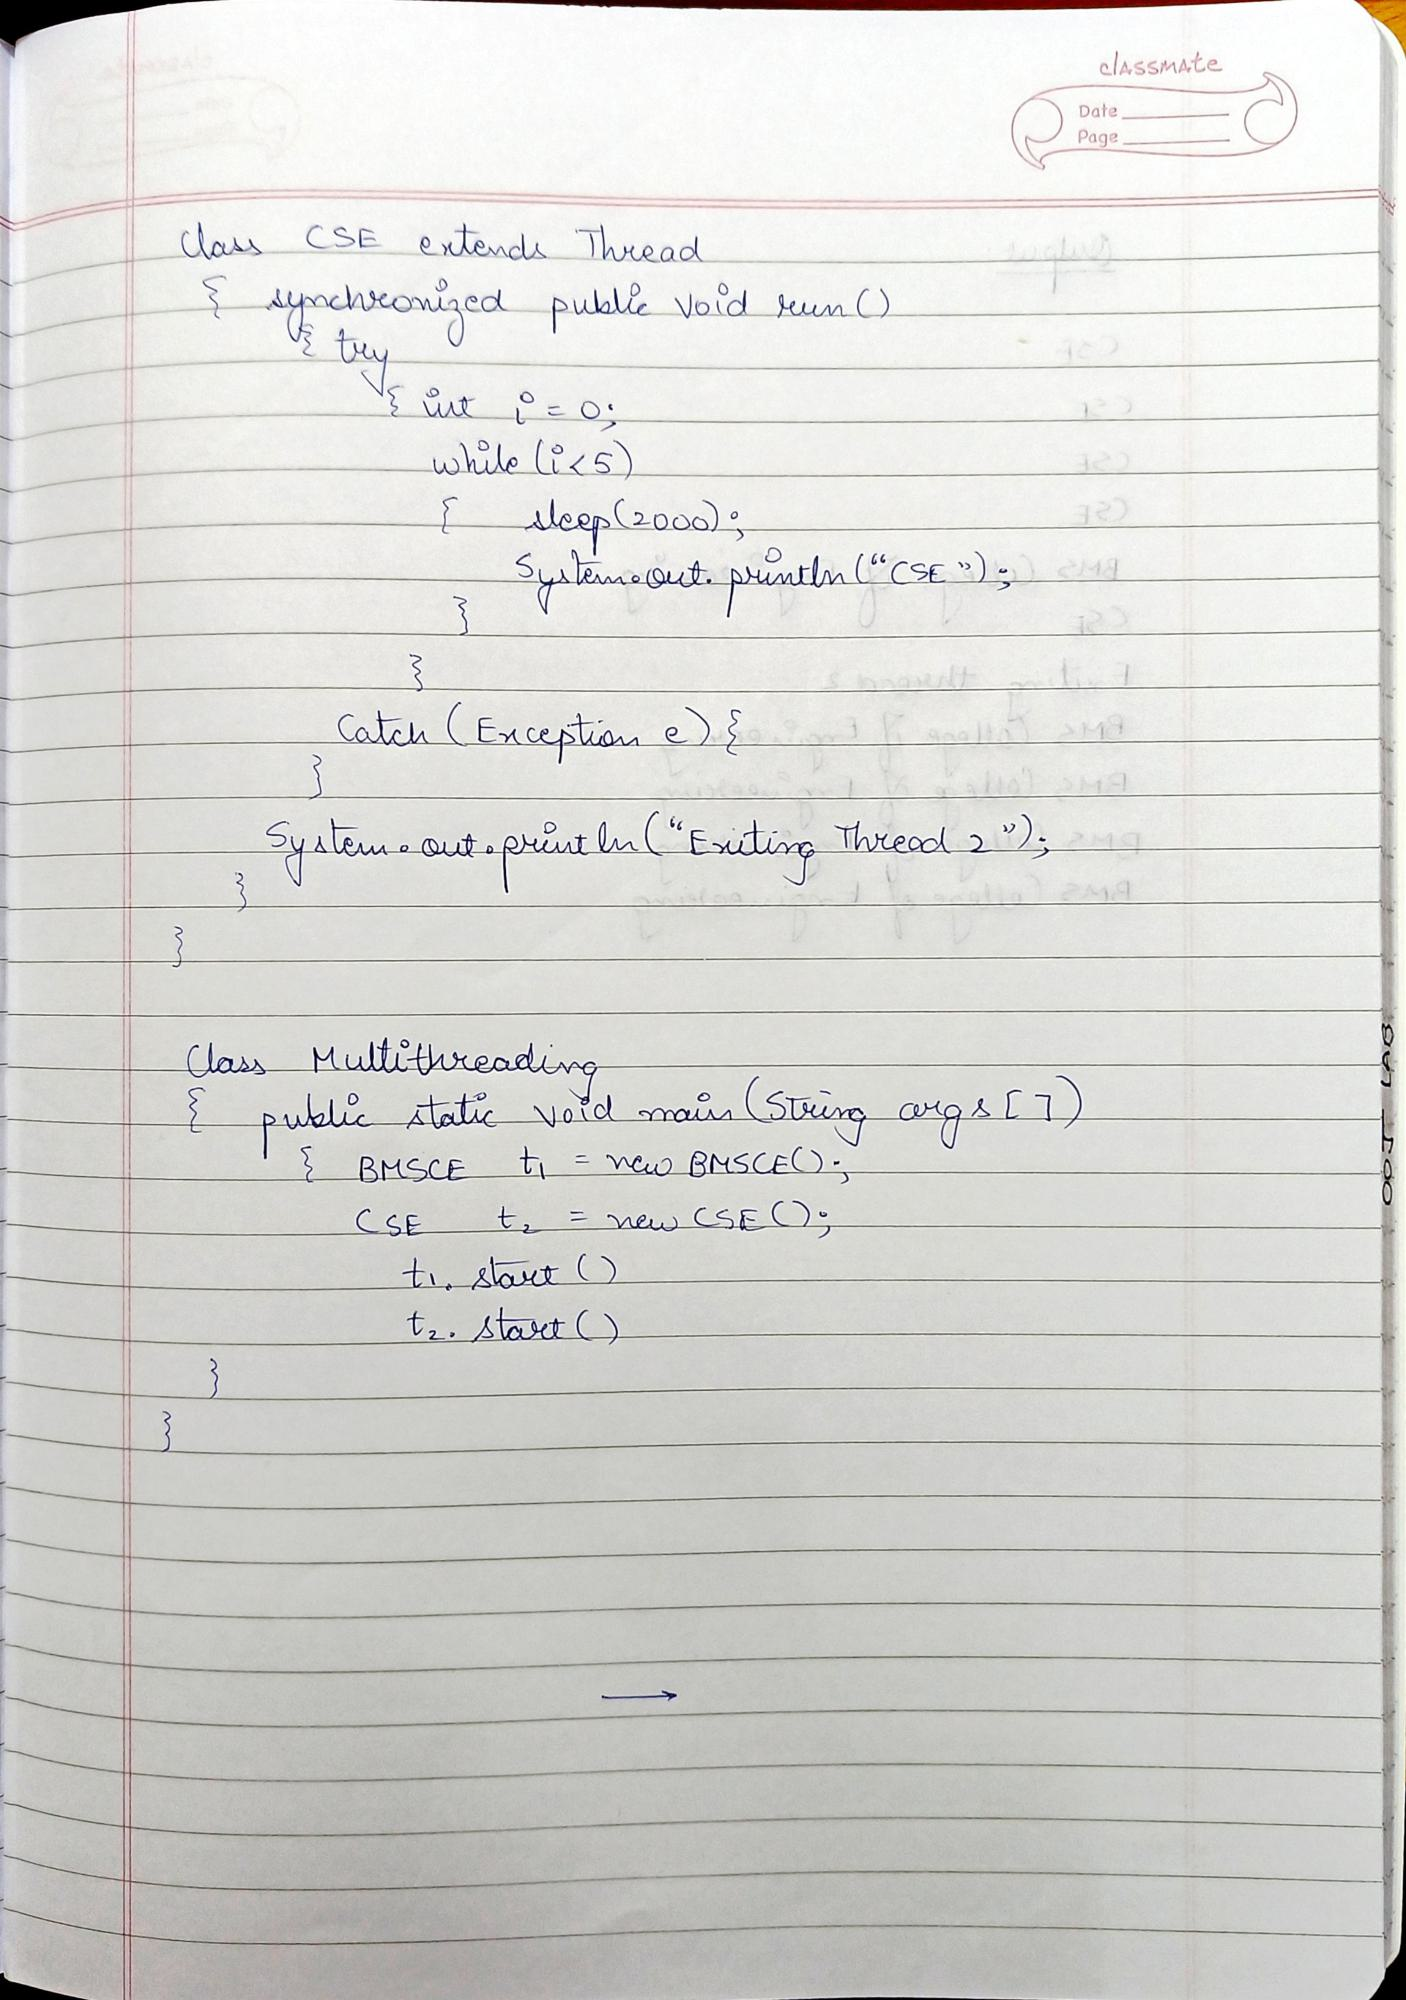 classmate
Date
Page
Class CSE extends Thread
{ synchronized public void run()
{ try
{ int i = 0;
while (i<5)
{ sleep(2000);
System.out.println("CSE");
}
}
Catch (Exception e) {
}
System.out.println("Exiting Thread 2");
}
}
Class Multithreading
{ public static void main(String args[])
{ BMSCE t1 = new BMSCE();
CSE t2 = new CSE();
t1.start()
t2.start()
}
}
→
OOJ LAB